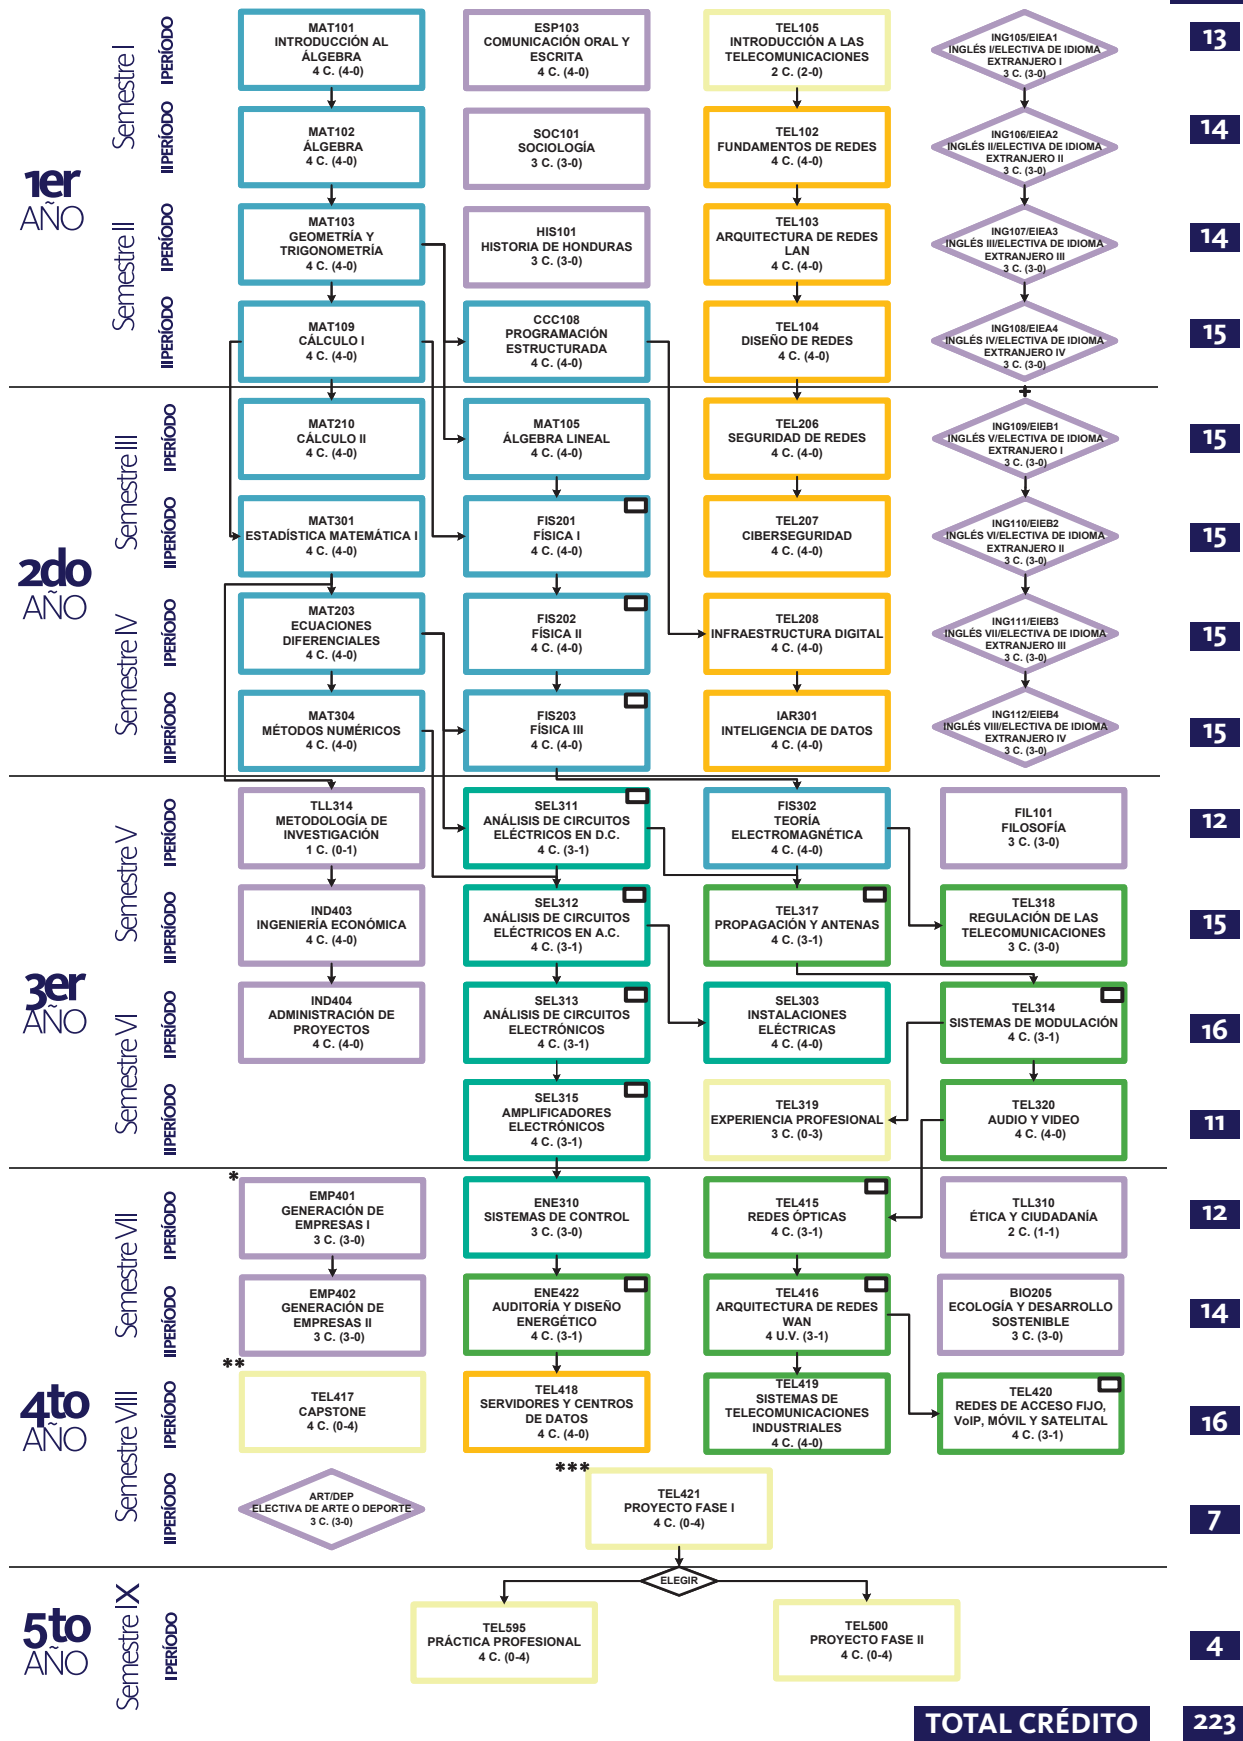 1er
AÑO
Semestre I
I PERÍODO
MAT101
INTRODUCCIÓN AL
ÁLGEBRA
4 C. (4-0)
ESP103
COMUNICACIÓN ORAL Y
ESCRITA
4 C. (4-0)
TEL105
INTRODUCCIÓN A LAS
TELECOMUNICACIONES
2 C. (2-0)
ING105/EIEA1
INGLÉS I/ELECTIVA DE IDIOMA
EXTRANJERO I
3 C. (3-0)
13
II PERÍODO
MAT102
ÁLGEBRA
4 C. (4-0)
SOC101
SOCIOLOGÍA
3 C. (3-0)
TEL102
FUNDAMENTOS DE REDES
4 C. (4-0)
ING106/EIEA2
INGLÉS II/ELECTIVA DE IDIOMA
EXTRANJERO II
3 C. (3-0)
14
Semestre II
I PERÍODO
MAT103
GEOMETRÍA Y
TRIGONOMETRÍA
4 C. (4-0)
HIS101
HISTORIA DE HONDURAS
3 C. (3-0)
TEL103
ARQUITECTURA DE REDES
LAN
4 C. (4-0)
ING107/EIEA3
INGLÉS III/ELECTIVA DE IDIOMA
EXTRANJERO III
3 C. (3-0)
14
II PERÍODO
MAT109
CÁLCULO I
4 C. (4-0)
CCC108
PROGRAMACIÓN
ESTRUCTURADA
4 C. (4-0)
TEL104
DISEÑO DE REDES
4 C. (4-0)
ING108/EIEA4
INGLÉS IV/ELECTIVA DE IDIOMA
EXTRANJERO IV
3 C. (3-0)
15
2do
AÑO
Semestre III
I PERÍODO
MAT210
CÁLCULO II
4 C. (4-0)
MAT105
ÁLGEBRA LINEAL
4 C. (4-0)
TEL206
SEGURIDAD DE REDES
4 C. (4-0)
ING109/EIEB1
INGLÉS V/ELECTIVA DE IDIOMA
EXTRANJERO I
3 C. (3-0)
15
II PERÍODO
MAT301
ESTADÍSTICA MATEMÁTICA I
4 C. (4-0)
FIS201
FÍSICA I
4 C. (4-0)
TEL207
CIBERSEGURIDAD
4 C. (4-0)
ING110/EIEB2
INGLÉS VI/ELECTIVA DE IDIOMA
EXTRANJERO II
3 C. (3-0)
15
Semestre IV
I PERÍODO
MAT203
ECUACIONES
DIFERENCIALES
4 C. (4-0)
FIS202
FÍSICA II
4 C. (4-0)
TEL208
INFRAESTRUCTURA DIGITAL
4 C. (4-0)
ING111/EIEB3
INGLÉS VII/ELECTIVA DE IDIOMA
EXTRANJERO III
3 C. (3-0)
15
II PERÍODO
MAT304
MÉTODOS NUMÉRICOS
4 C. (4-0)
FIS203
FÍSICA III
4 C. (4-0)
IAR301
INTELIGENCIA DE DATOS
4 C. (4-0)
ING112/EIEB4
INGLÉS VIII/ELECTIVA DE IDIOMA
EXTRANJERO IV
3 C. (3-0)
15
3er
AÑO
Semestre V
I PERÍODO
TLL314
METODOLOGÍA DE
INVESTIGACIÓN
1 C. (0-1)
SEL311
ANÁLISIS DE CIRCUITOS
ELÉCTRICOS EN D.C.
4 C. (3-1)
FIS302
TEORÍA
ELECTROMAGNÉTICA
4 C. (4-0)
FIL101
FILOSOFÍA
3 C. (3-0)
12
II PERÍODO
IND403
INGENIERÍA ECONÓMICA
4 C. (4-0)
SEL312
ANÁLISIS DE CIRCUITOS
ELÉCTRICOS EN A.C.
4 C. (3-1)
TEL317
PROPAGACIÓN Y ANTENAS
4 C. (3-1)
TEL318
REGULACIÓN DE LAS
TELECOMUNICACIONES
3 C. (3-0)
15
Semestre VI
I PERÍODO
IND404
ADMINISTRACIÓN DE
PROYECTOS
4 C. (4-0)
SEL313
ANÁLISIS DE CIRCUITOS
ELECTRÓNICOS
4 C. (3-1)
SEL303
INSTALACIONES
ELÉCTRICAS
4 C. (4-0)
TEL314
SISTEMAS DE MODULACIÓN
4 C. (3-1)
16
II PERÍODO
SEL315
AMPLIFICADORES
ELECTRÓNICOS
4 C. (3-1)
TEL319
EXPERIENCIA PROFESIONAL
3 C. (0-3)
TEL320
AUDIO Y VIDEO
4 C. (4-0)
11
4to
AÑO
Semestre VII
I PERÍODO
*
EMP401
GENERACIÓN DE
EMPRESAS I
3 C. (3-0)
ENE310
SISTEMAS DE CONTROL
3 C. (3-0)
TEL415
REDES ÓPTICAS
4 C. (3-1)
TLL310
ÉTICA Y CIUDADANÍA
2 C. (1-1)
12
II PERÍODO
EMP402
GENERACIÓN DE
EMPRESAS II
3 C. (3-0)
ENE422
AUDITORÍA Y DISEÑO
ENERGÉTICO
4 C. (3-1)
TEL416
ARQUITECTURA DE REDES
WAN
4 U.V. (3-1)
BIO205
ECOLOGÍA Y DESARROLLO
SOSTENIBLE
3 C. (3-0)
14
Semestre VIII
I PERÍODO
**
TEL417
CAPSTONE
4 C. (0-4)
TEL418
SERVIDORES Y CENTROS
DE DATOS
4 C. (4-0)
TEL419
SISTEMAS DE
TELECOMUNICACIONES
INDUSTRIALES
4 C. (4-0)
TEL420
REDES DE ACCESO FIJO,
VoIP, MÓVIL Y SATELITAL
4 C. (3-1)
16
II PERÍODO
ART/DEP
ELECTIVA DE ARTE O DEPORTE
3 C. (3-0)
***
TEL421
PROYECTO FASE I
4 C. (0-4)
7
ELEGIR
5to
AÑO
Semestre IX
I PERÍODO
TEL595
PRÁCTICA PROFESIONAL
4 C. (0-4)
TEL500
PROYECTO FASE II
4 C. (0-4)
4
TOTAL CRÉDITO
223